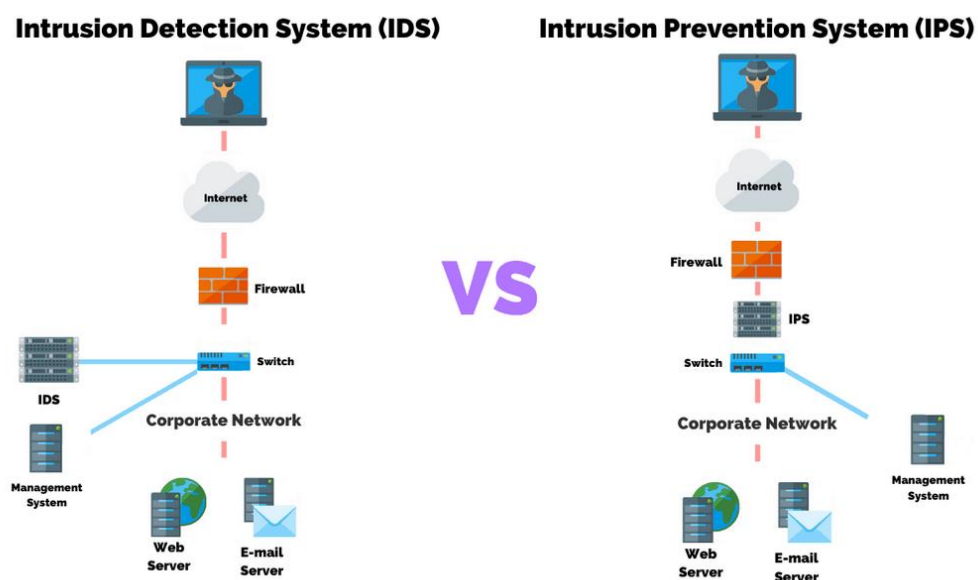 Intrusion Detection System (IDS)
Internet
Firewall
Switch
IDS
Corporate Network
Management
System
Web
Server
E-mail
Server
VS
Intrusion Prevention System (IPS)
Internet
Firewall
IPS
Switch
Corporate Network
Management
System
Web
Server
E-mail
Server